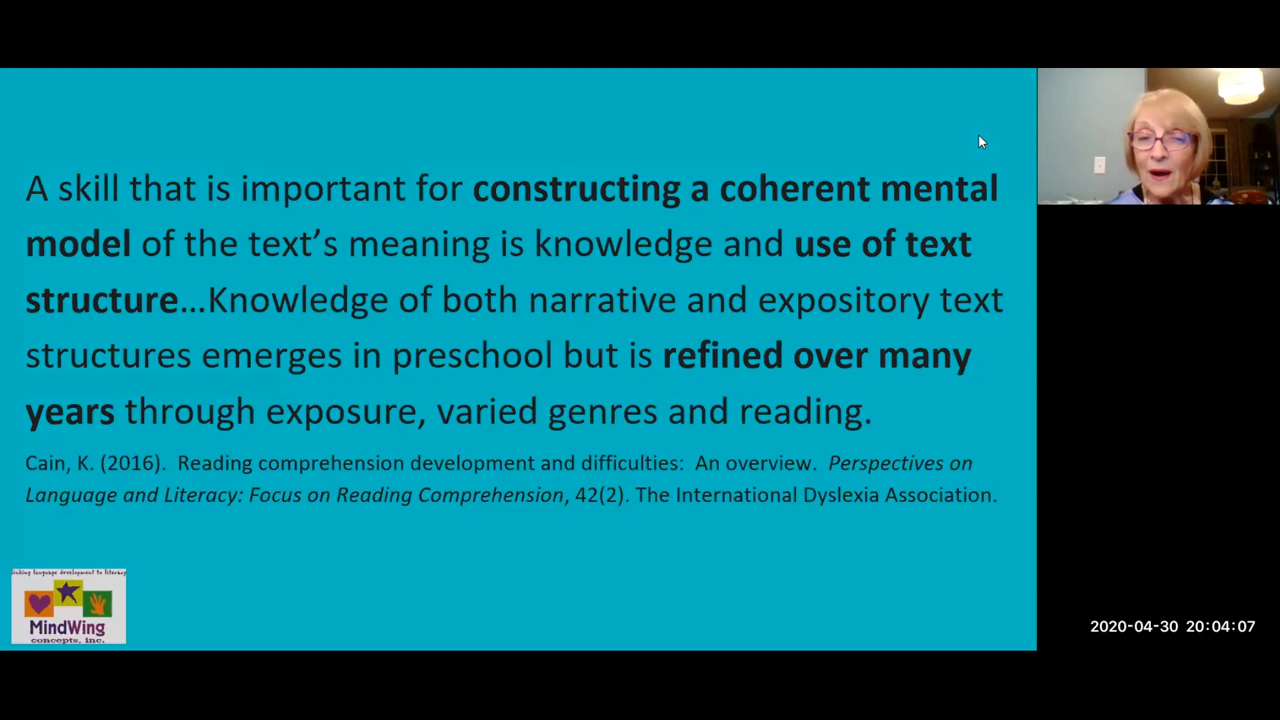 A skill that is important for constructing a coherent mental
model of the text’s meaning is knowledge and use of text
structure…Knowledge of both narrative and expository text
structures emerges in preschool but is refined over many
years through exposure, varied genres and reading.
Cain, K. (2016). Reading comprehension development and difficulties: An overview. Perspectives on
Language and Literacy: Focus on Reading Comprehension, 42(2). The International Dyslexia Association.
language development to literacy
MindWing
concepts, inc.
2020-04-30 20:04:07